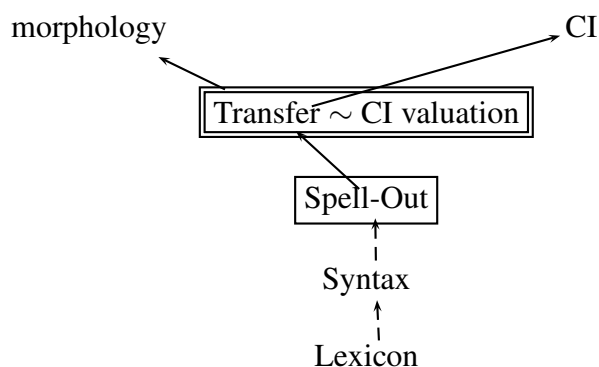 morphology CI
Transfer ∼ CI valuation
Spell-Out
Syntax
Lexicon